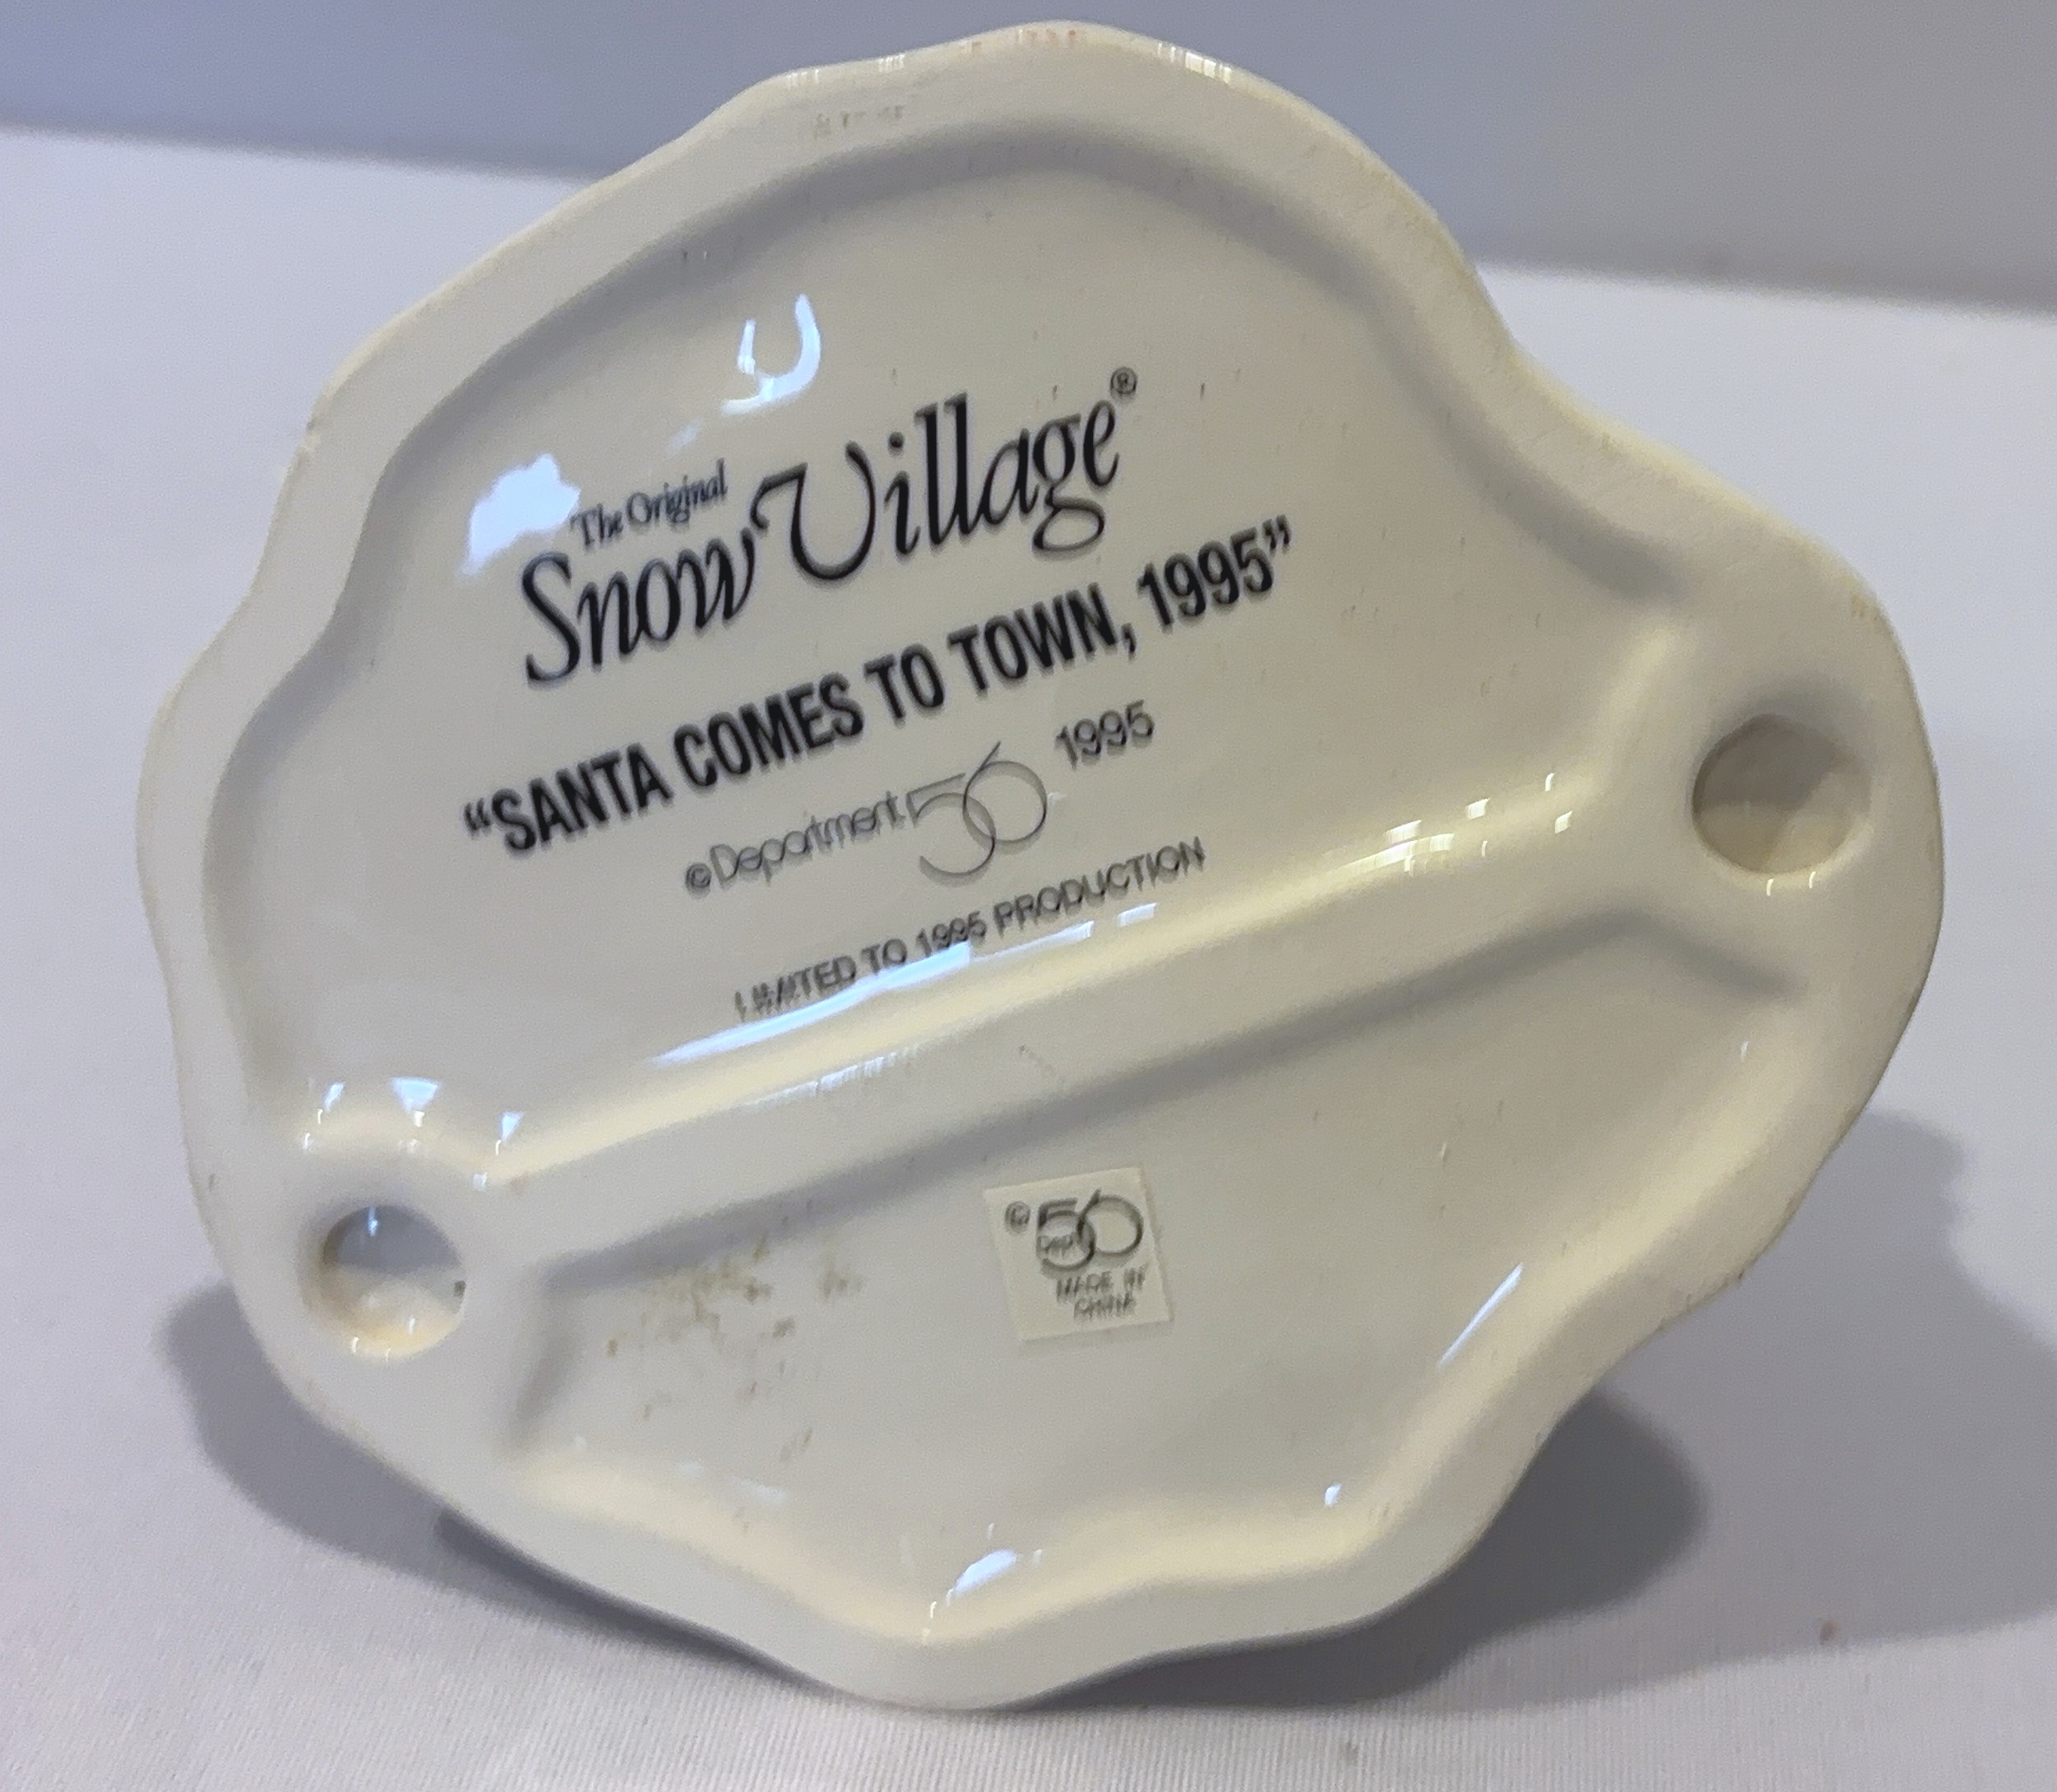 The Original
Snow Village®
“SANTA COMES TO TOWN, 1995”
©Department 56 1995
LIMITED TO 1995 PRODUCTION
© 56
Dept
MADE IN
CHINA